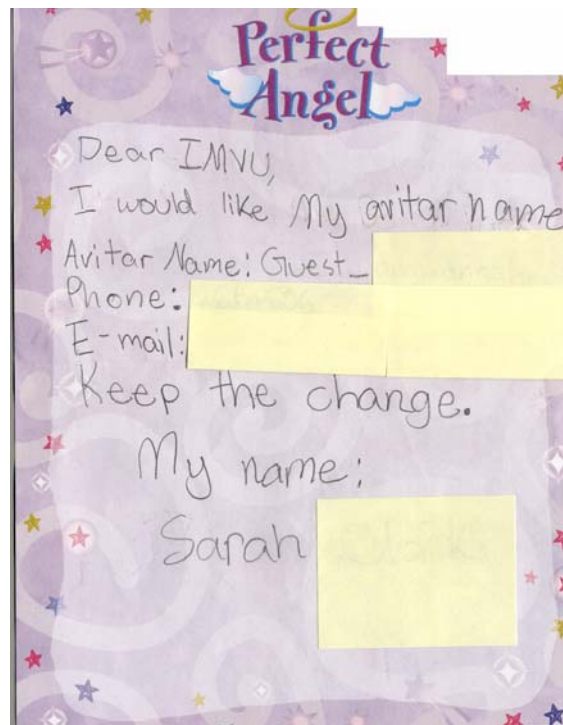 Perfect
Angel
Dear IMVU,
I would like My avitar name
Avitar Name: Guest_
Phone:
E-mail:
Keep the change.
My name:
Sarah